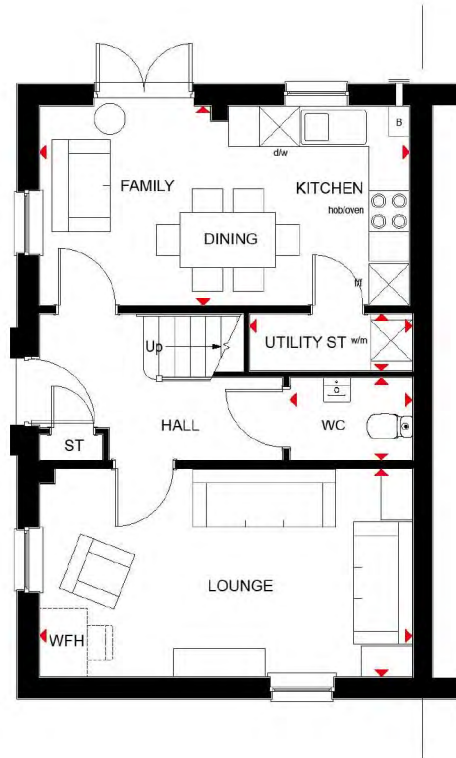 B
d/w
FAMILY
KITCHEN
hob/oven
DINING
f/f
UTILITY ST
w/m
Up
HALL
WC
ST
LOUNGE
WFH